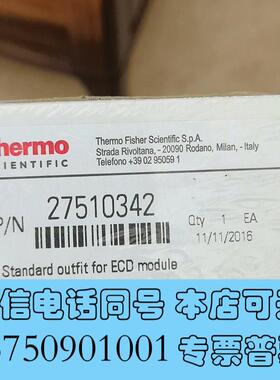 thermo
SCIENTIFIC
Thermo Fisher Scientific S.p.A.
Strada Rivoltana, - 20090 Rodano, Milan, - Italy
Telefono +39 02 95059 1
P/N 27510342
Qty 1 EA
11/11/2016
Standard outfit for ECD module
信电话同号 本店可
3750901001 专票普票